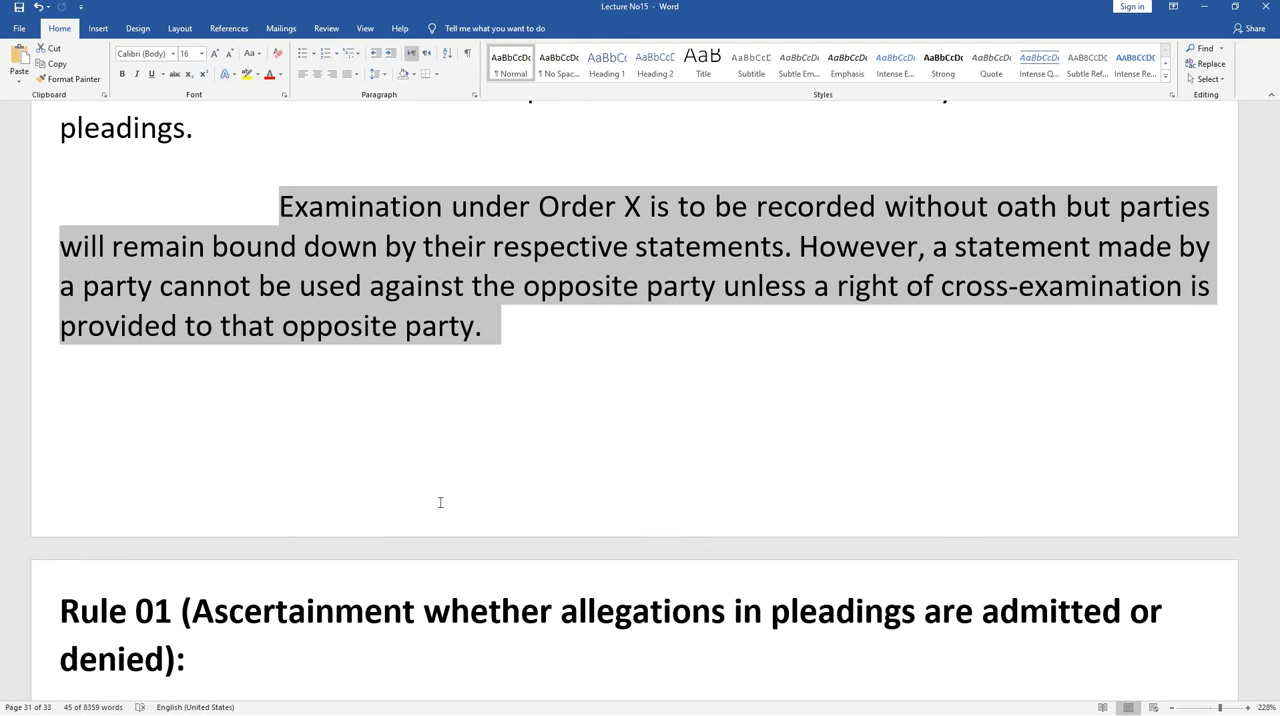 Lecture No15 - Word
Sign in
File Home Insert Design Layout References Mailings Review View Help Tell me what you want to do
Share
Paste
Cut
Copy
Format Painter
Clipboard
Calibri (Body) 16
Font
Paragraph
AaBbCcDc AaBbCcDc AaBbCc AaBbCcD AaB AaBbCcD AaBbCcDc AaBbCcDc AaBbCcDc AaBbCcDc AaBbCcDc AaBbCcDc AaBbCcDc AaBbCcDc
¶ Normal ¶ No Spac... Heading 1 Heading 2 Title Subtitle Subtle Em... Emphasis Intense E... Strong Quote Intense Q... Subtle Ref... Intense Re...
Styles
Find
Replace
Select
Editing
pleadings.
Examination under Order X is to be recorded without oath but parties
will remain bound down by their respective statements. However, a statement made by
a party cannot be used against the opposite party unless a right of cross-examination is
provided to that opposite party.
Rule 01 (Ascertainment whether allegations in pleadings are admitted or
denied):
Page 31 of 33 45 of 8359 words English (United States)
228%